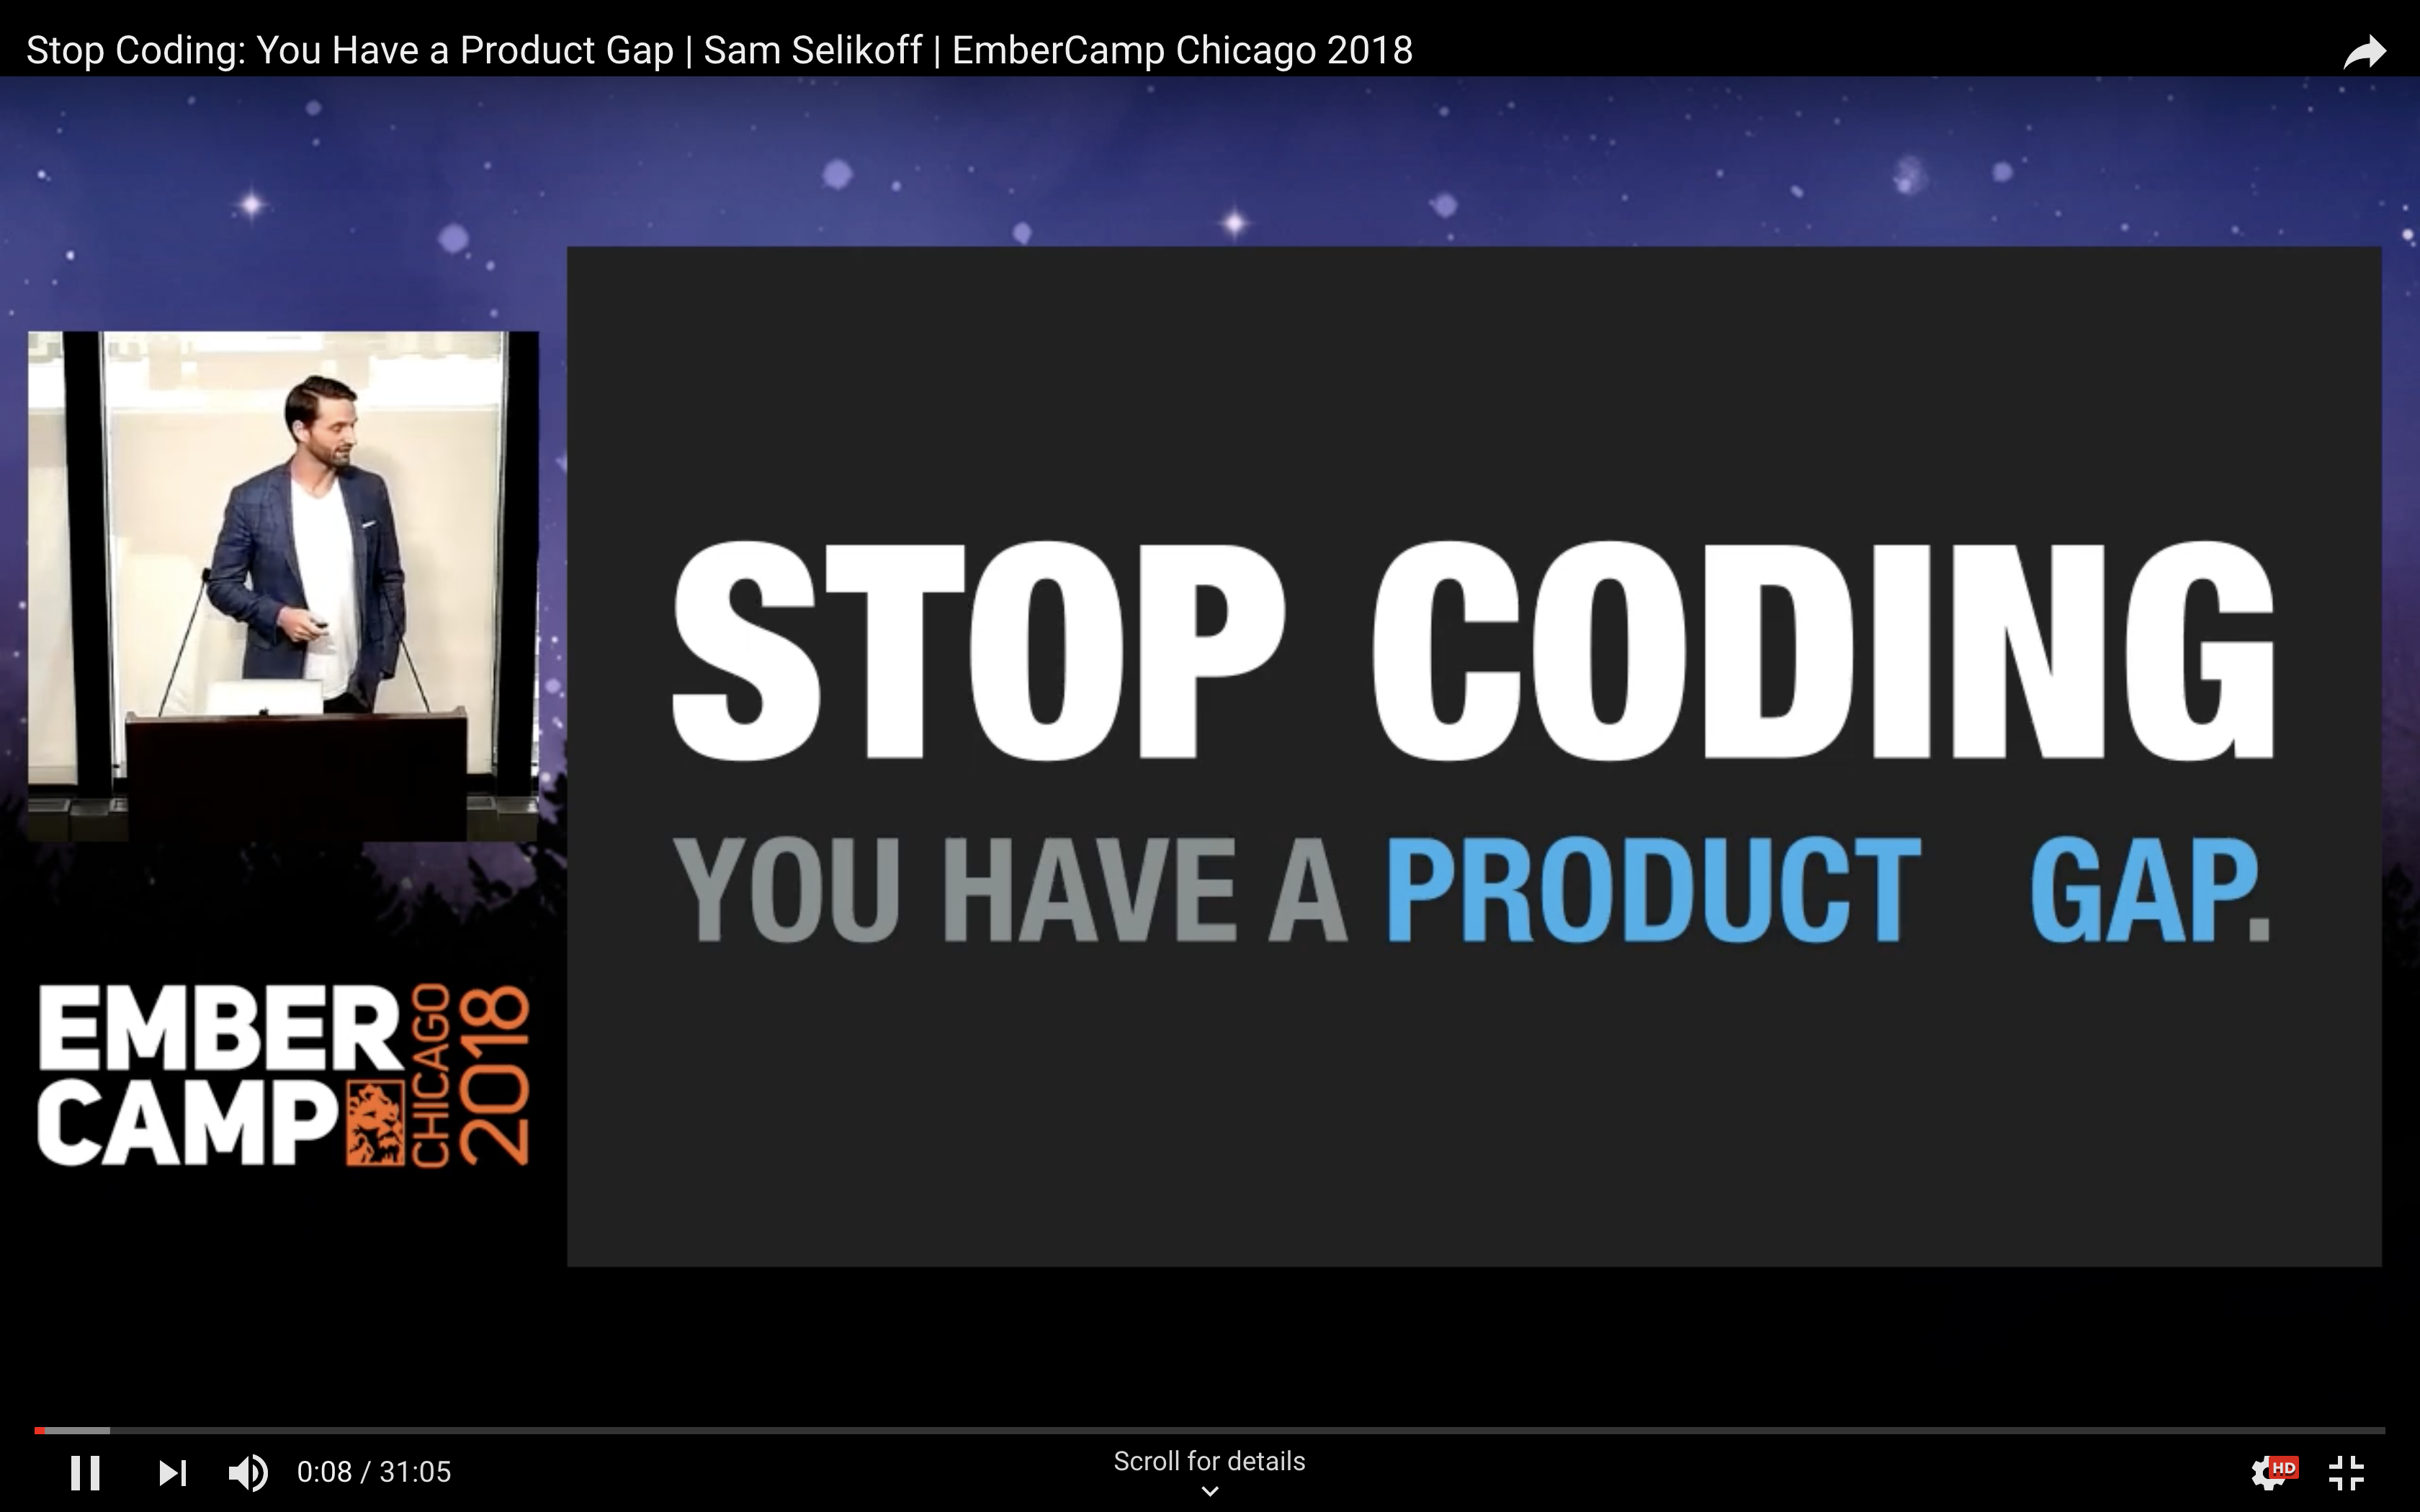 Stop Coding: You Have a Product Gap | Sam Selikoff | EmberCamp Chicago 2018
STOP CODING
YOU HAVE A PRODUCT GAP.
EMBER
CAMP
CHICAGO
2018
0:08 / 31:05
Scroll for details
HD